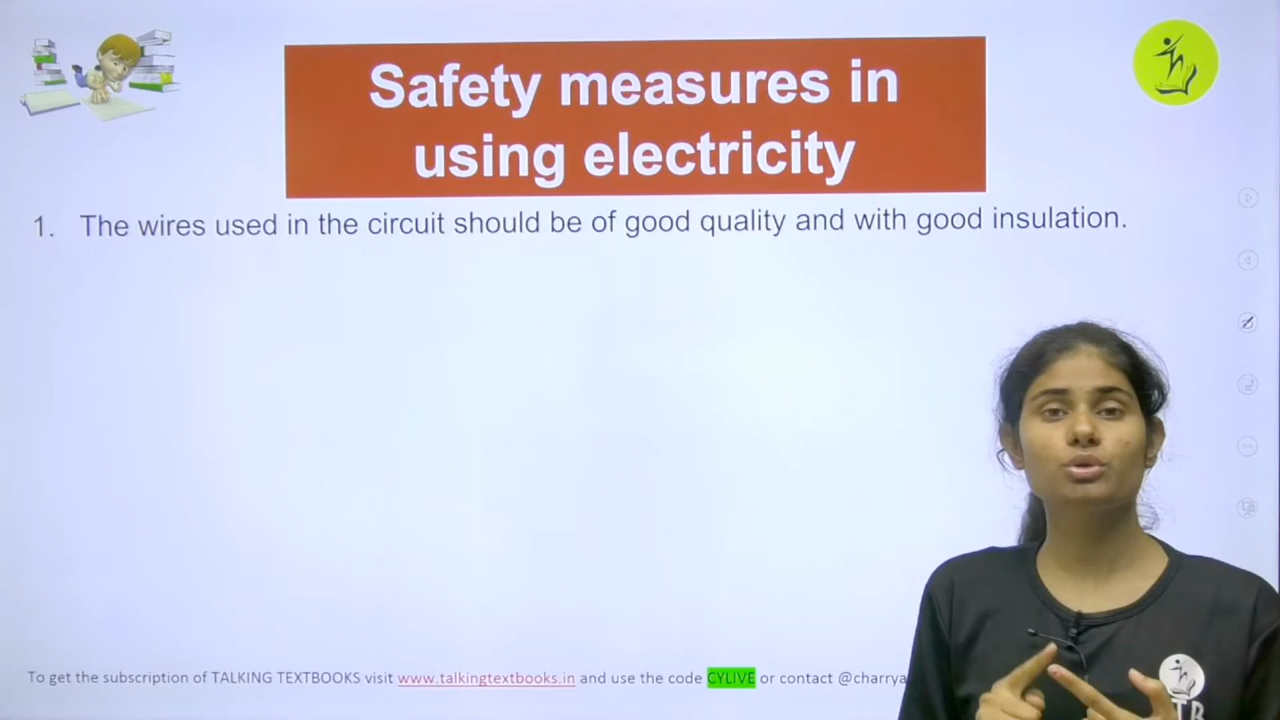 Safety measures in
using electricity
1. The wires used in the circuit should be of good quality and with good insulation.
To get the subscription of TALKING TEXTBOOKS visit www.talkingtextbooks.in and use the code CYLIVE or contact @charrya
TB